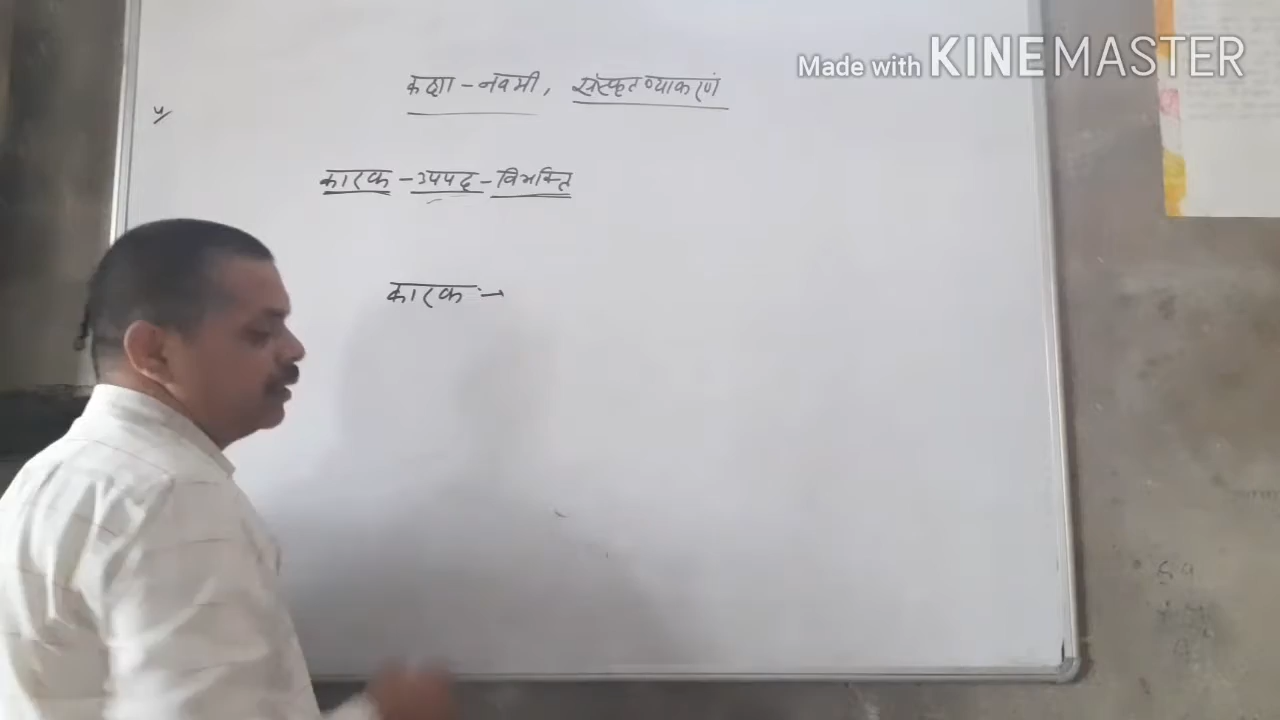 Made with KINEMASTER
कक्षा - नवमी, संस्कृत व्याकरणं
कारक - उपपद - विभक्ति
कारक :→